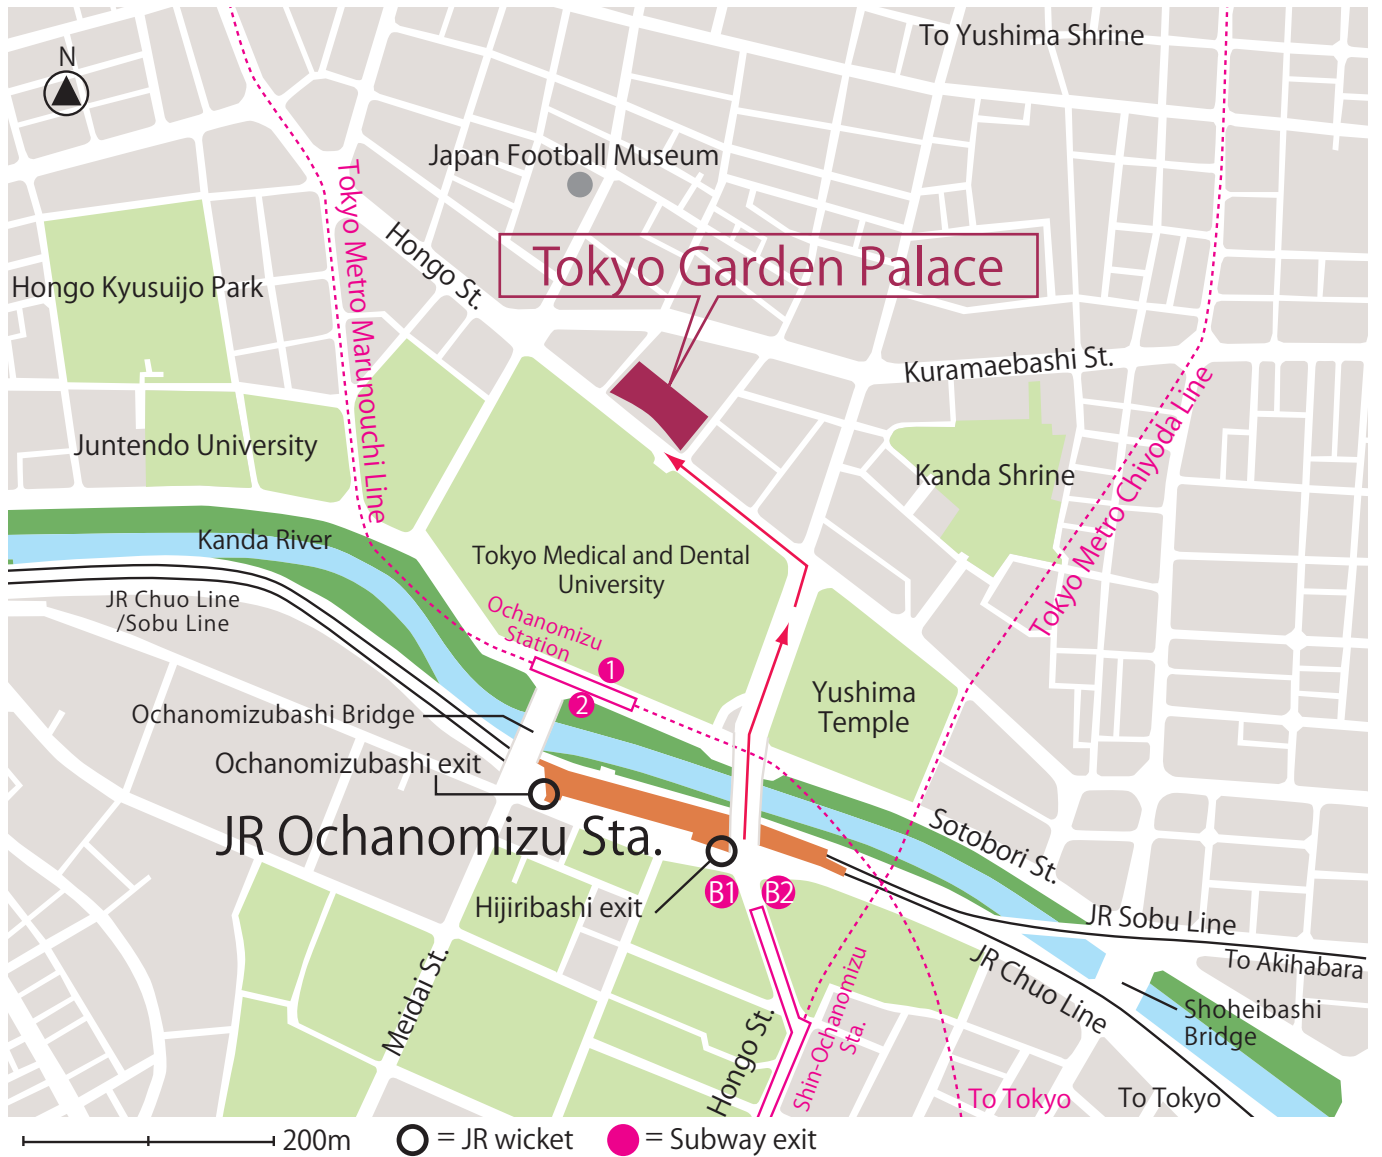 To Yushima Shrine
N
Japan Football Museum
Tokyo Metro Marunouchi Line
Hongo St.
Tokyo Garden Palace
Hongo Kyusuijo Park
Kuramaebashi St.
Tokyo Metro Chiyoda Line
Juntendo University
Kanda Shrine
Kanda River
Tokyo Medical and Dental
University
JR Chuo Line
/Sobu Line
Ochanomizu
Station
1
2
Yushima
Temple
Ochanomizubashi Bridge
Ochanomizubashi exit
JR Ochanomizu Sta.
Sotobori St.
Hijiribashi exit
B1
B2
JR Sobu Line
To Akihabara
JR Chuo Line
Meidai St.
Hongo St.
Shin-Ochanomizu
Sta.
Shoheibashi
Bridge
To Tokyo
To Tokyo
200m
= JR wicket
= Subway exit